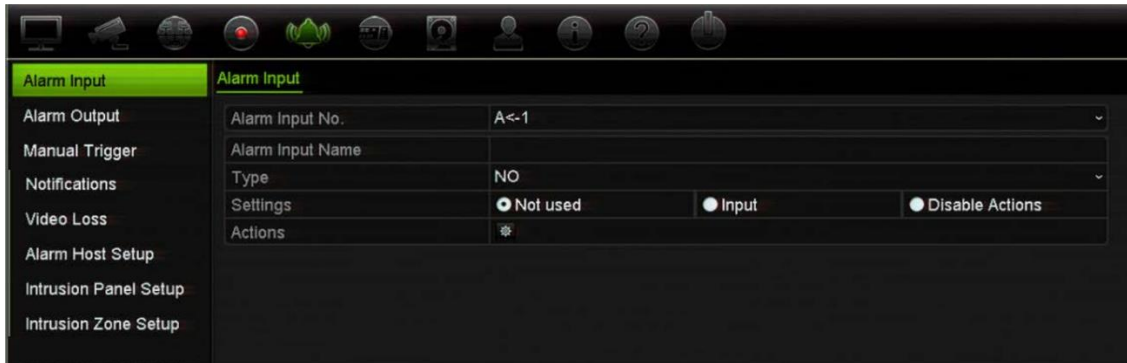 Alarm Input
Alarm Output
Manual Trigger
Notifications
Video Loss
Alarm Host Setup
Intrusion Panel Setup
Intrusion Zone Setup
Alarm Input
Alarm Input No. A<-1
Alarm Input Name
Type NO
Settings Not used Input Disable Actions
Actions